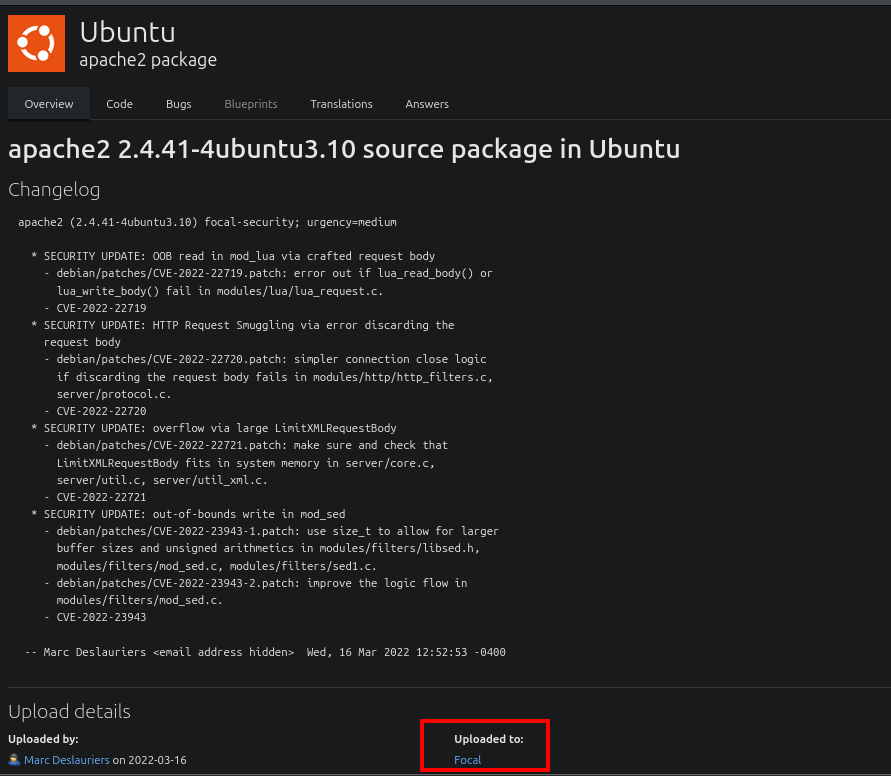 Ubuntu
apache2 package
Overview Code Bugs Blueprints Translations Answers
apache2 2.4.41-4ubuntu3.10 source package in Ubuntu
Changelog
apache2 (2.4.41-4ubuntu3.10) focal-security; urgency=medium
* SECURITY UPDATE: OOB read in mod_lua via crafted request body
- debian/patches/CVE-2022-22719.patch: error out if lua_read_body() or
lua_write_body() fail in modules/lua/lua_request.c.
- CVE-2022-22719
* SECURITY UPDATE: HTTP Request Smuggling via error discarding the
request body
- debian/patches/CVE-2022-22720.patch: simpler connection close logic
if discarding the request body fails in modules/http/http_filters.c,
server/protocol.c.
- CVE-2022-22720
* SECURITY UPDATE: overflow via large LimitXMLRequestBody
- debian/patches/CVE-2022-22721.patch: make sure and check that
LimitXMLRequestBody fits in system memory in server/core.c,
server/util.c, server/util_xml.c.
- CVE-2022-22721
* SECURITY UPDATE: out-of-bounds write in mod_sed
- debian/patches/CVE-2022-23943-1.patch: use size_t to allow for larger
buffer sizes and unsigned arithmetics in modules/filters/libsed.h,
modules/filters/mod_sed.c, modules/filters/sed1.c.
- debian/patches/CVE-2022-23943-2.patch: improve the logic flow in
modules/filters/mod_sed.c.
- CVE-2022-23943
-- Marc Deslauriers <email address hidden>  Wed, 16 Mar 2022 12:52:53 -0400
Upload details
Uploaded by:
Marc Deslauriers on 2022-03-16
Uploaded to:
Focal